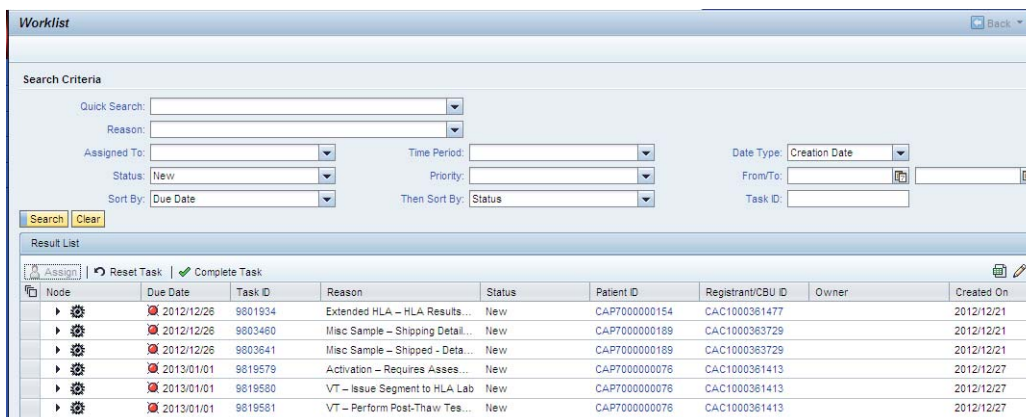 Worklist Back
Search Criteria
Quick Search:
Reason:
Assigned To: Time Period: Date Type: Creation Date
Status: New Priority: From/To:
Sort By: Due Date Then Sort By: Status Task ID:
Search Clear
Result List
Assign Reset Task Complete Task
Node Due Date Task ID Reason Status Patient ID Registrant/CBU ID Owner Created On
2012/12/26 9801934 Extended HLA – HLA Results... New CAP7000000154 CAC1000361477 2012/12/21
2012/12/26 9803460 Misc Sample – Shipping Detail... New CAP7000000189 CAC1000363729 2012/12/21
2012/12/26 9803641 Misc Sample – Shipped - Deta... New CAP7000000189 CAC1000363729 2012/12/21
2013/01/01 9819579 Activation – Requires Asses... New CAP7000000076 CAC1000361413 2012/12/27
2013/01/01 9819580 VT – Issue Segment to HLA Lab New CAP7000000076 CAC1000361413 2012/12/27
2013/01/01 9819581 VT – Perform Post-Thaw Tes... New CAP7000000076 CAC1000361413 2012/12/27